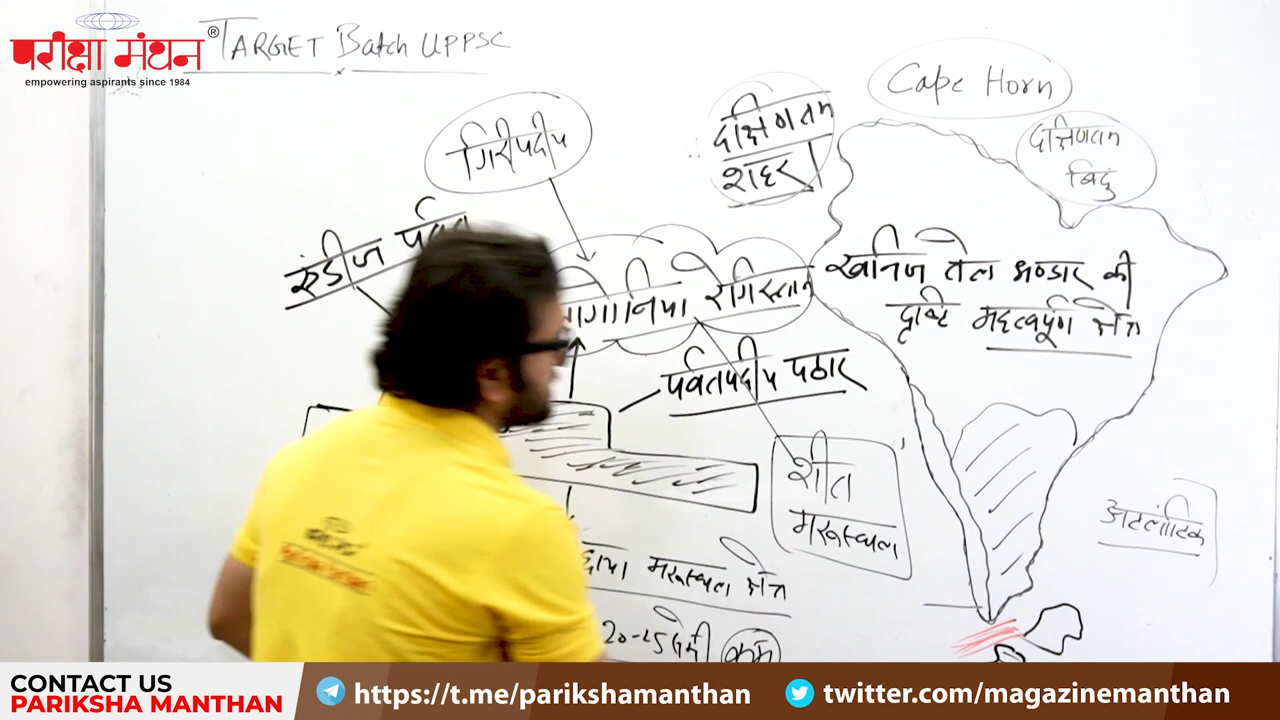 परीक्षा मंथन®
empowering aspirants since 1984
TARGET Batch UPPSC
Cape Horn
दक्षिणतम
शहर
दक्षिणतम
बिंदु
गिरीपदीप
एंडीज पर्वत
रेगिस्तान
खनिज तेल भण्डार की
दृष्टि महत्वपूर्ण क्षेत्र
पर्वतपदीप पठार
शीत
मरूस्थल
अटलांटिक
मरूस्थल क्षेत्र
20-25 सेमी कम
CONTACT US
PARIKSHA MANTHAN
https://t.me/parikshamanthan
twitter.com/magazinemanthan